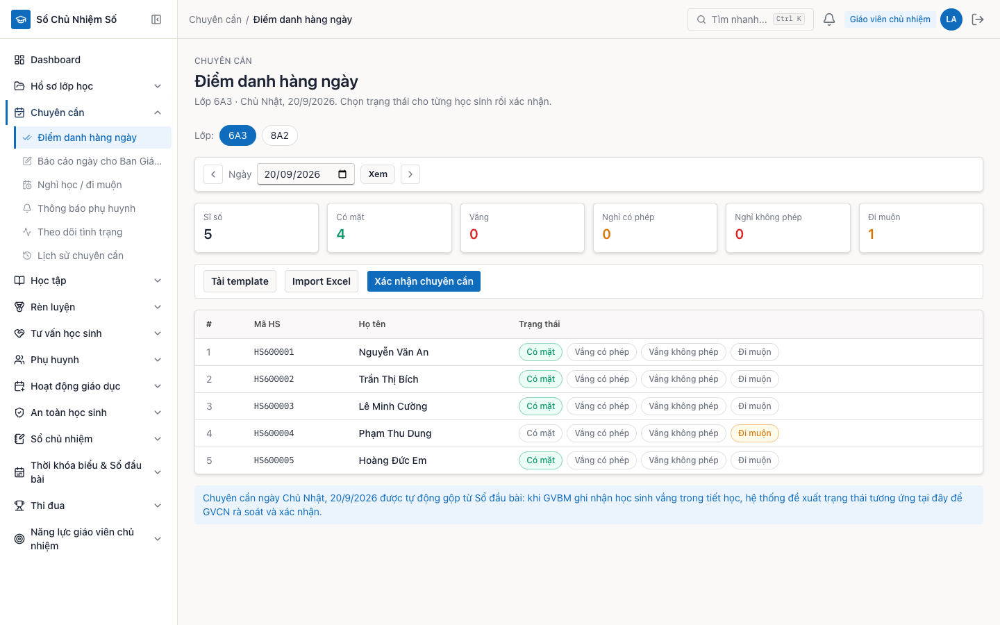 Sổ Chủ Nhiệm Số
Chuyên cần / Điểm danh hàng ngày
Tìm nhanh... Ctrl K
Giáo viên chủ nhiệm
LA
Dashboard
Hồ sơ lớp học
Chuyên cần
Điểm danh hàng ngày
Báo cáo ngày cho Ban Giá...
Nghỉ học / đi muộn
Thông báo phụ huynh
Theo dõi tình trạng
Lịch sử chuyên cần
Học tập
Rèn luyện
Tư vấn học sinh
Phụ huynh
Hoạt động giáo dục
An toàn học sinh
Sổ chủ nhiệm
Thời khóa biểu & Sổ đầu
bài
Thi đua
Năng lực giáo viên chủ
nhiệm
CHUYÊN CẦN
Điểm danh hàng ngày
Lớp 6A3 · Chủ Nhật, 20/9/2026. Chọn trạng thái cho từng học sinh rồi xác nhận.
Lớp: 6A3 8A2
Ngày 20/09/2026 Xem
Sĩ số Có mặt Vắng Nghỉ có phép Nghỉ không phép Đi muộn
5 4 0 0 0 1
Tải template Import Excel Xác nhận chuyên cần
# Mã HS Họ tên Trạng thái
1 HS600001 Nguyễn Văn An Có mặt Vắng có phép Vắng không phép Đi muộn
2 HS600002 Trần Thị Bích Có mặt Vắng có phép Vắng không phép Đi muộn
3 HS600003 Lê Minh Cường Có mặt Vắng có phép Vắng không phép Đi muộn
4 HS600004 Phạm Thu Dung Có mặt Vắng có phép Vắng không phép Đi muộn
5 HS600005 Hoàng Đức Em Có mặt Vắng có phép Vắng không phép Đi muộn
Chuyên cần ngày Chủ Nhật, 20/9/2026 được tự động gộp từ Sổ đầu bài: khi GVBM ghi nhận học sinh vắng trong tiết học, hệ thống đề xuất trạng thái tương ứng tại đây để
GVCN rà soát và xác nhận.